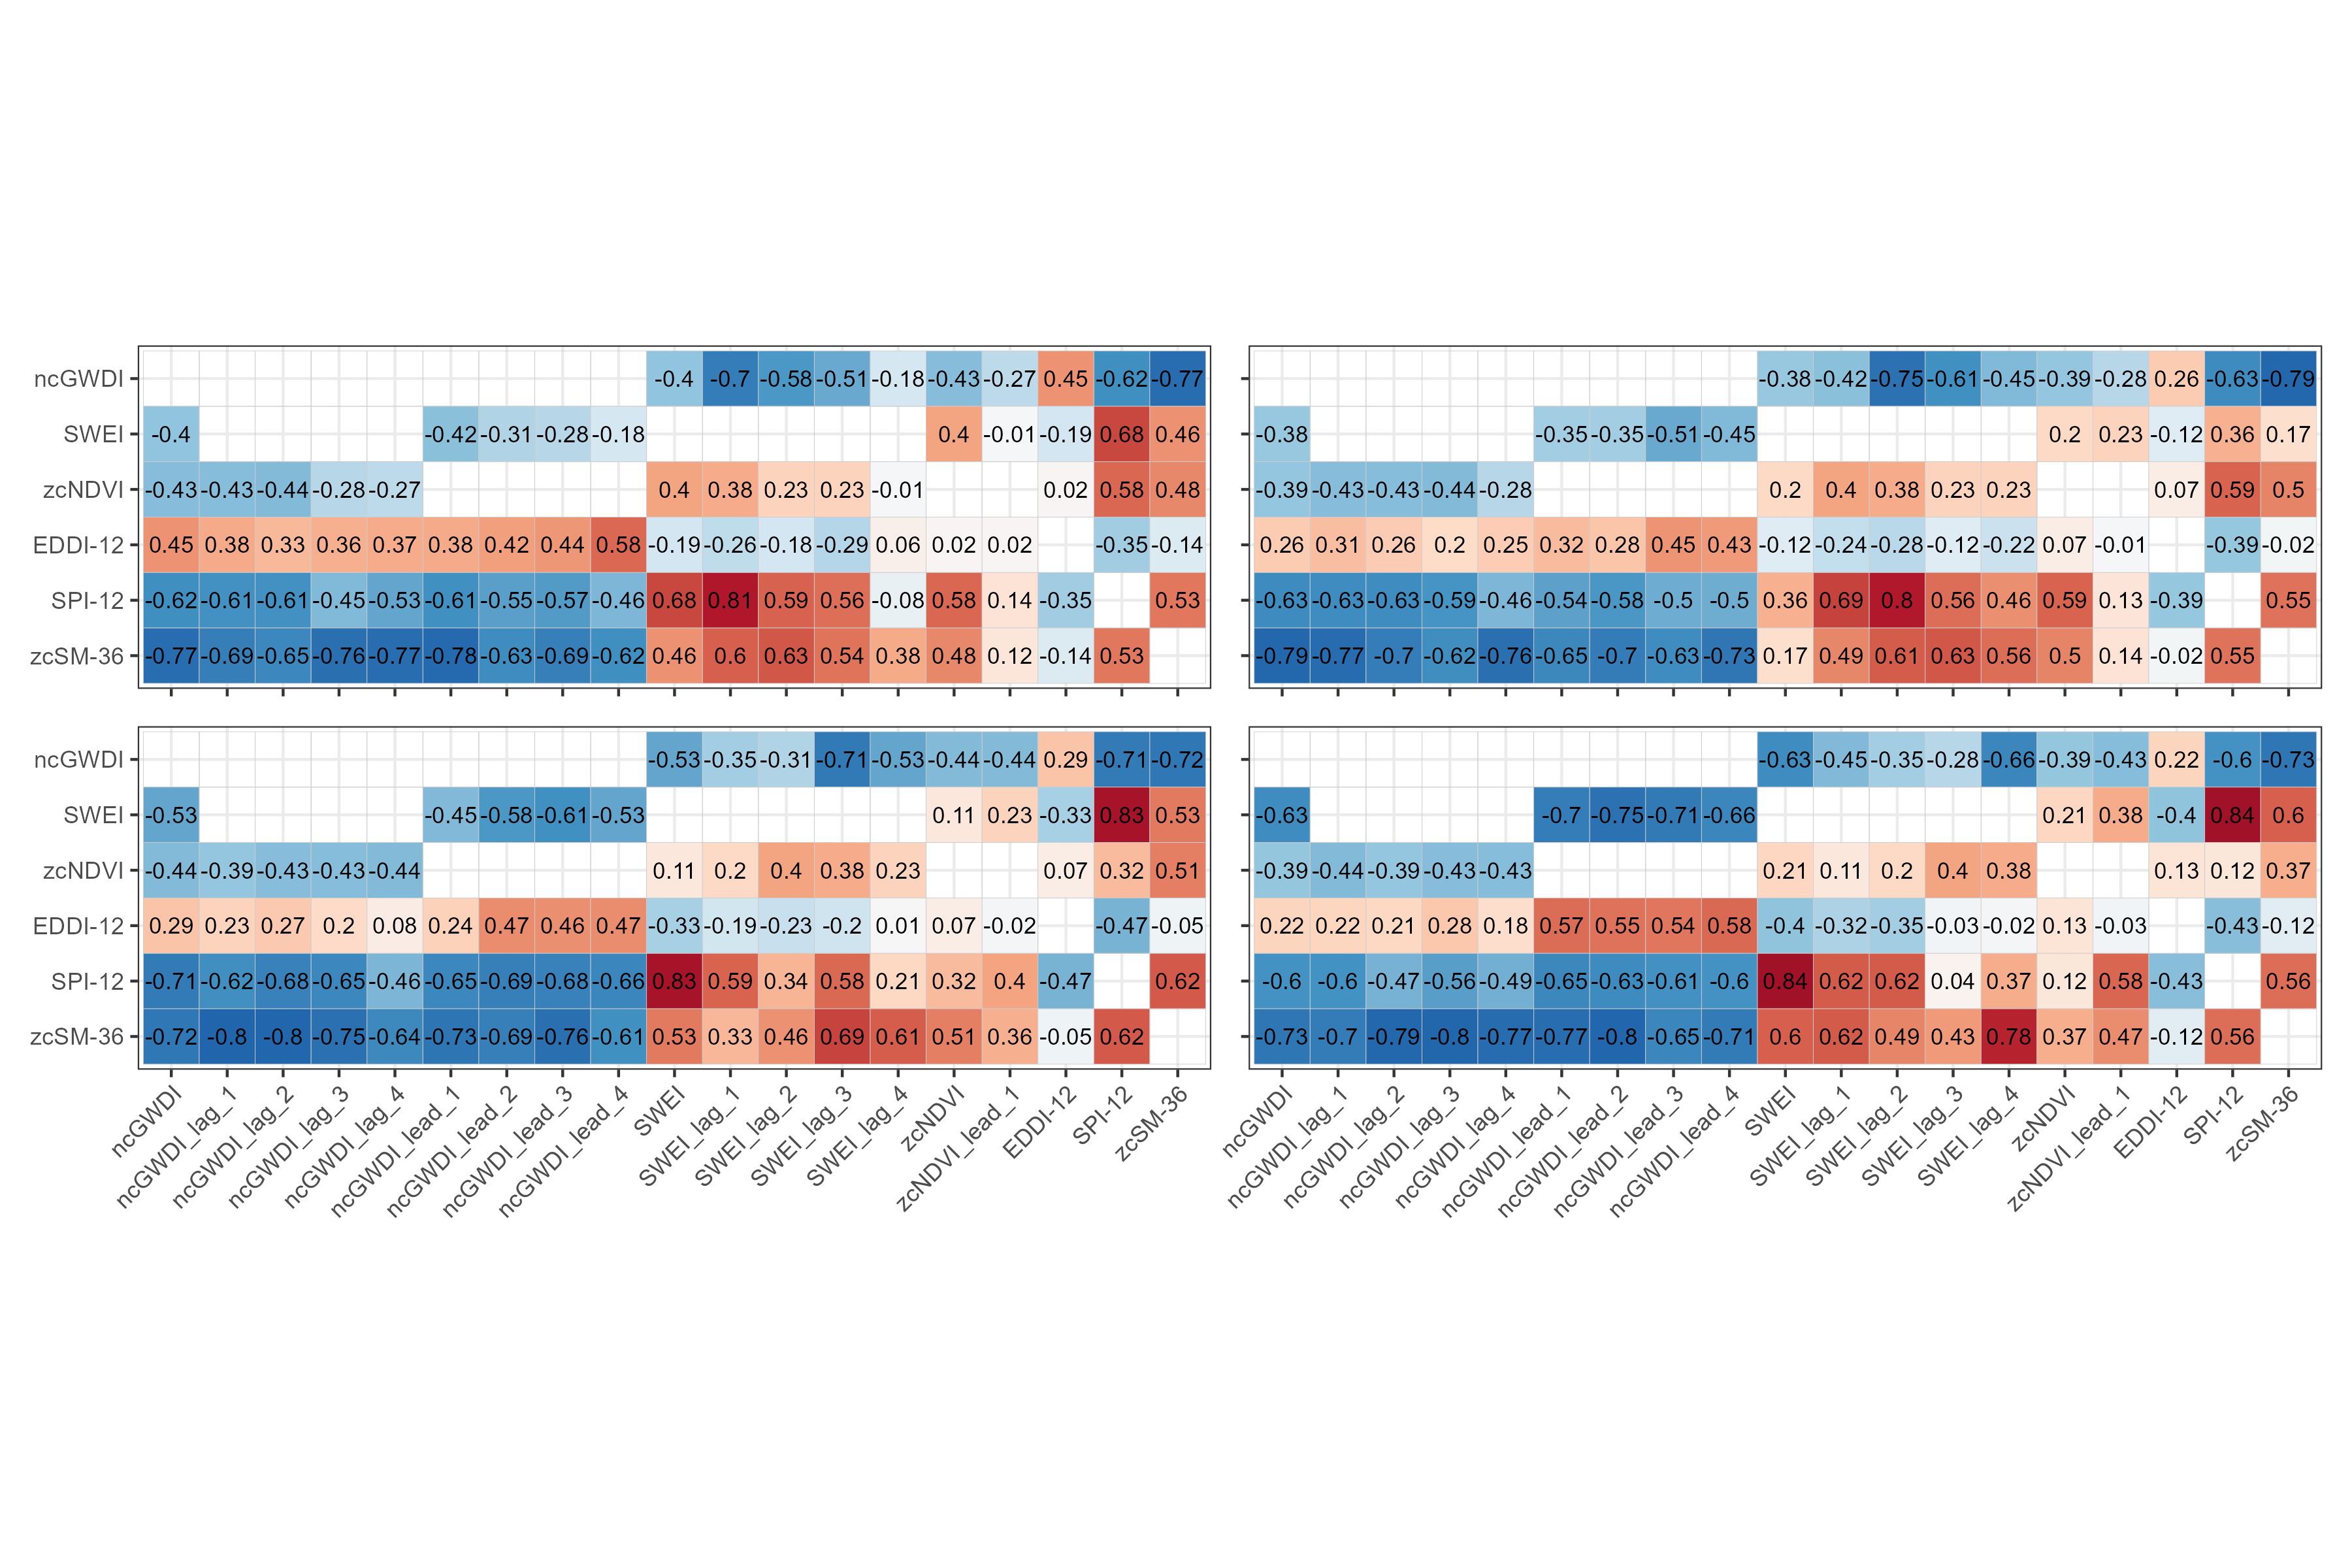 ncGWDI -0.4 -0.7 -0.58 -0.51 -0.18 -0.43 -0.27 0.45 -0.62 -0.77
SWEI -0.4 -0.42 -0.31 -0.28 -0.18 0.4 -0.01 -0.19 0.68 0.46
zcNDVI -0.43 -0.43 -0.44 -0.28 -0.27 0.4 0.38 0.23 0.23 -0.01 0.02 0.58 0.48
EDDI-12 0.45 0.38 0.33 0.36 0.37 0.38 0.42 0.44 0.58 -0.19 -0.26 -0.18 -0.29 0.06 0.02 0.02 -0.35 -0.14
SPI-12 -0.62 -0.61 -0.61 -0.45 -0.53 -0.61 -0.55 -0.57 -0.46 0.68 0.81 0.59 0.56 -0.08 0.58 0.14 -0.35 0.53
zcSM-36 -0.77 -0.69 -0.65 -0.76 -0.77 -0.78 -0.63 -0.69 -0.62 0.46 0.6 0.63 0.54 0.38 0.48 0.12 -0.14 0.53
-0.38 -0.42 -0.75 -0.61 -0.45 -0.39 -0.28 0.26 -0.63 -0.79
-0.38 -0.35 -0.35 -0.51 -0.45 0.2 0.23 -0.12 0.36 0.17
-0.39 -0.43 -0.43 -0.44 -0.28 0.2 0.4 0.38 0.23 0.23 0.07 0.59 0.5
0.26 0.31 0.26 0.2 0.25 0.32 0.28 0.45 0.43 -0.12 -0.24 -0.28 -0.12 -0.22 0.07 -0.01 -0.39 -0.02
-0.63 -0.63 -0.63 -0.59 -0.46 -0.54 -0.58 -0.5 -0.5 0.36 0.69 0.8 0.56 0.46 0.59 0.13 -0.39 0.55
-0.79 -0.77 -0.7 -0.62 -0.76 -0.65 -0.7 -0.63 -0.73 0.17 0.49 0.61 0.63 0.56 0.5 0.14 -0.02 0.55
ncGWDI -0.53 -0.35 -0.31 -0.71 -0.53 -0.44 -0.44 0.29 -0.71 -0.72
SWEI -0.53 -0.45 -0.58 -0.61 -0.53 0.11 0.23 -0.33 0.83 0.53
zcNDVI -0.44 -0.39 -0.43 -0.43 -0.44 0.11 0.2 0.4 0.38 0.23 0.07 0.32 0.51
EDDI-12 0.29 0.23 0.27 0.2 0.08 0.24 0.47 0.46 0.47 -0.33 -0.19 -0.23 -0.2 0.01 0.07 -0.02 -0.47 -0.05
SPI-12 -0.71 -0.62 -0.68 -0.65 -0.46 -0.65 -0.69 -0.68 -0.66 0.83 0.59 0.34 0.58 0.21 0.32 0.4 -0.47 0.62
zcSM-36 -0.72 -0.8 -0.8 -0.75 -0.64 -0.73 -0.69 -0.76 -0.61 0.53 0.33 0.46 0.69 0.61 0.51 0.36 -0.05 0.62
ncGWDI
ncGWDI_lag_1
ncGWDI_lag_2
ncGWDI_lag_3
ncGWDI_lag_4
ncGWDI_lead_1
ncGWDI_lead_2
ncGWDI_lead_3
ncGWDI_lead_4
SWEI
SWEI_lag_1
SWEI_lag_2
SWEI_lag_3
SWEI_lag_4
zcNDVI
zcNDVI_lead_1
EDDI-12
SPI-12
zcSM-36
-0.63 -0.45 -0.35 -0.28 -0.66 -0.39 -0.43 0.22 -0.6 -0.73
-0.63 -0.7 -0.75 -0.71 -0.66 0.21 0.38 -0.4 0.84 0.6
-0.39 -0.44 -0.39 -0.43 -0.43 0.21 0.11 0.2 0.4 0.38 0.13 0.12 0.37
0.22 0.22 0.21 0.28 0.18 0.57 0.55 0.54 0.58 -0.4 -0.32 -0.35 -0.03 -0.02 0.13 -0.03 -0.43 -0.12
-0.6 -0.6 -0.47 -0.56 -0.49 -0.65 -0.63 -0.61 -0.6 0.84 0.62 0.62 0.04 0.37 0.12 0.58 -0.43 0.56
-0.73 -0.7 -0.79 -0.8 -0.77 -0.77 -0.8 -0.65 -0.71 0.6 0.62 0.49 0.43 0.78 0.37 0.47 -0.12 0.56
ncGWDI
ncGWDI_lag_1
ncGWDI_lag_2
ncGWDI_lag_3
ncGWDI_lag_4
ncGWDI_lead_1
ncGWDI_lead_2
ncGWDI_lead_3
ncGWDI_lead_4
SWEI
SWEI_lag_1
SWEI_lag_2
SWEI_lag_3
SWEI_lag_4
zcNDVI
zcNDVI_lead_1
EDDI-12
SPI-12
zcSM-36